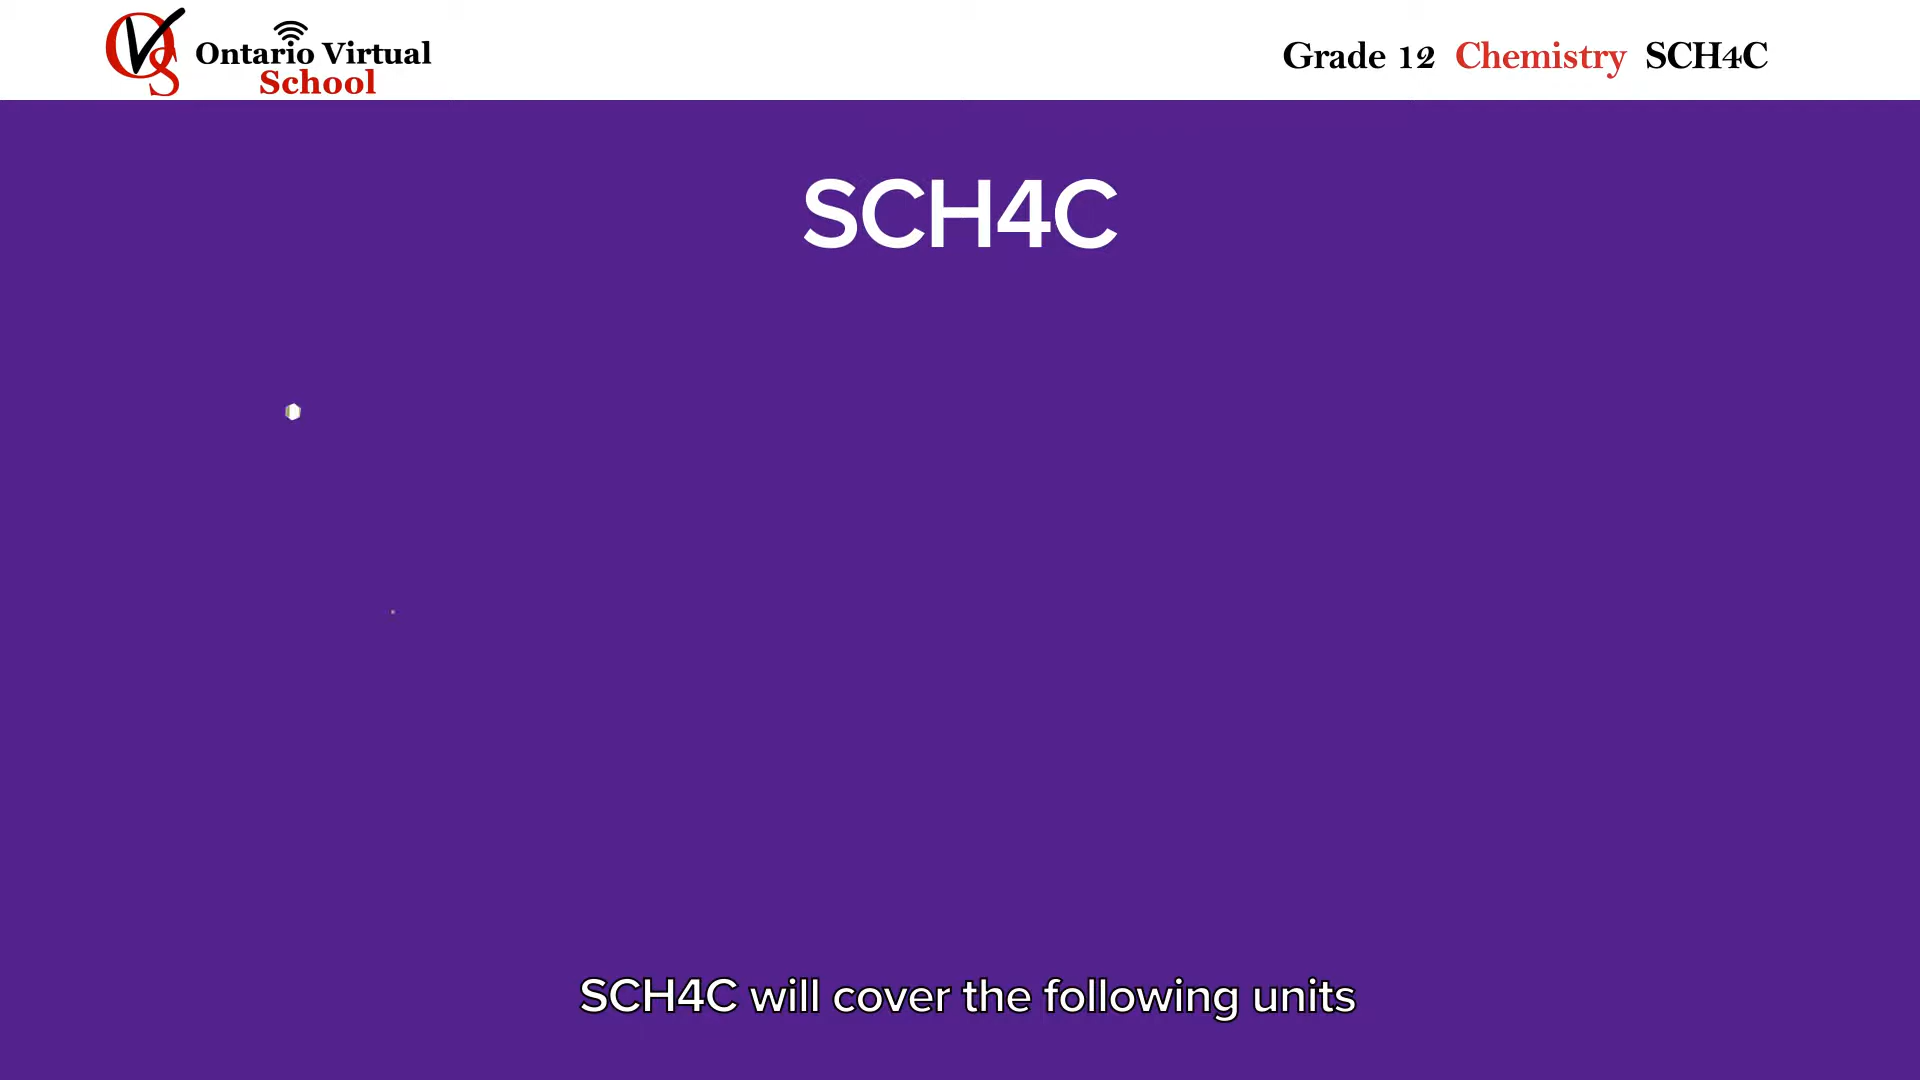 Ontario Virtual
School
Grade 12 Chemistry SCH4C
SCH4C
SCH4C will cover the following units